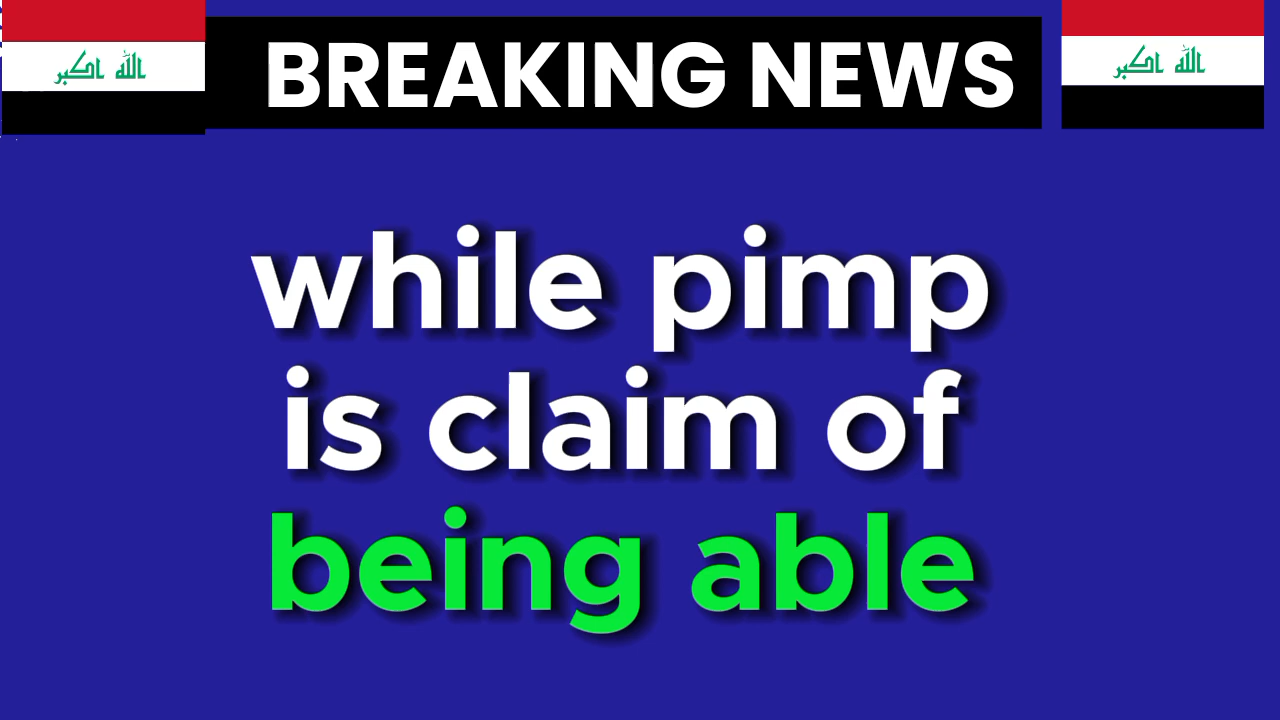 الله اكبر
BREAKING NEWS
الله اكبر
while pimp
is claim of
being able